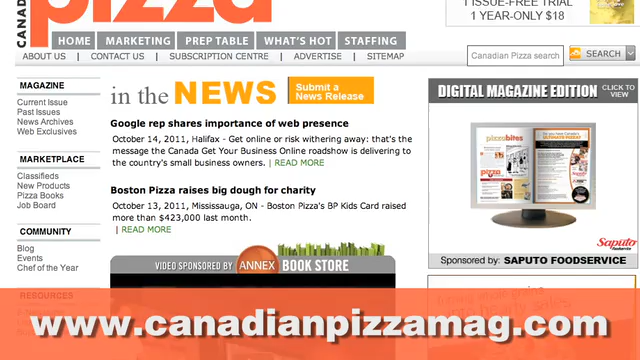 CANAD
pizza
1 ISSUE-FREE TRIAL
1 YEAR-ONLY $18
HOME MARKETING PREP TABLE WHAT'S HOT STAFFING
ABOUT US | CONTACT US | SUBSCRIPTION CENTRE | ADVERTISE | SITEMAP
Canadian Pizza search
SEARCH
MAGAZINE
Current Issue
Past Issues
News Archives
Web Exclusives
MARKETPLACE
Classifieds
New Products
Pizza Books
Job Board
COMMUNITY
Blog
Events
Chef of the Year
RESOURCES
in the NEWS
Submit a
News Release
Google rep shares importance of web presence
October 14, 2011, Halifax - Get online or risk withering away: that's the
message the Canada Get Your Business Online roadshow is delivering to
the country's small business owners. | READ MORE
Boston Pizza raises big dough for charity
October 13, 2011, Mississauga, ON - Boston Pizza's BP Kids Card raised
more than $423,000 last month.
| READ MORE
VIDEO SPONSORED BY ANNEX BOOK STORE
DIGITAL MAGAZINE EDITION
CLICK TO
VIEW
pizzabites
pizza
Saputo
Foodservice
Sponsored by: SAPUTO FOODSERVICE
www.canadianpizzamag.com